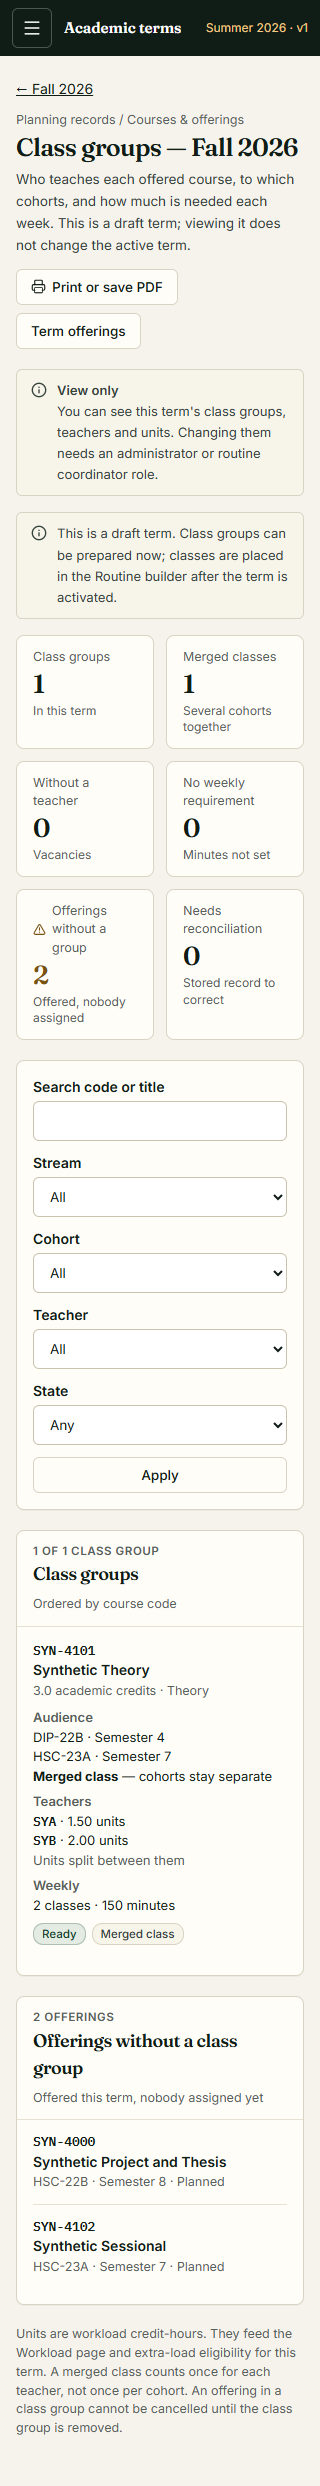 Academic terms
Summer 2026 · v1
← Fall 2026
Planning records / Courses & offerings
Class groups — Fall 2026
Who teaches each offered course, to which
cohorts, and how much is needed each
week. This is a draft term; viewing it does
not change the active term.
Print or save PDF
Term offerings
View only
You can see this term's class groups,
teachers and units. Changing them
needs an administrator or routine
coordinator role.
This is a draft term. Class groups can
be prepared now; classes are placed
in the Routine builder after the term is
activated.
Class groups
1
In this term
Merged classes
1
Several cohorts
together
Without a
teacher
0
Vacancies
No weekly
requirement
0
Minutes not set
Offerings
without a
group
2
Offered, nobody
assigned
Needs
reconciliation
0
Stored record to
correct
Search code or title
Stream
All
Cohort
All
Teacher
All
State
Any
Apply
1 OF 1 CLASS GROUP
Class groups
Ordered by course code
SYN-4101
Synthetic Theory
3.0 academic credits · Theory
Audience
DIP-22B · Semester 4
HSC-23A · Semester 7
Merged class — cohorts stay separate
Teachers
SYA · 1.50 units
SYB · 2.00 units
Units split between them
Weekly
2 classes · 150 minutes
Ready
Merged class
2 OFFERINGS
Offerings without a class
group
Offered this term, nobody assigned yet
SYN-4000
Synthetic Project and Thesis
HSC-22B · Semester 8 · Planned
SYN-4102
Synthetic Sessional
HSC-23A · Semester 7 · Planned
Units are workload credit-hours. They feed the
Workload page and extra-load eligibility for this
term. A merged class counts once for each
teacher, not once per cohort. An offering in a
class group cannot be cancelled until the class
group is removed.